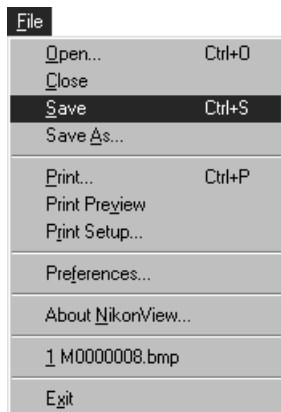 File
Open... Ctrl+O
Close
Save Ctrl+S
Save As...
Print... Ctrl+P
Print Preview
Print Setup...
Preferences...
About NikonView...
1 M0000008.bmp
Exit